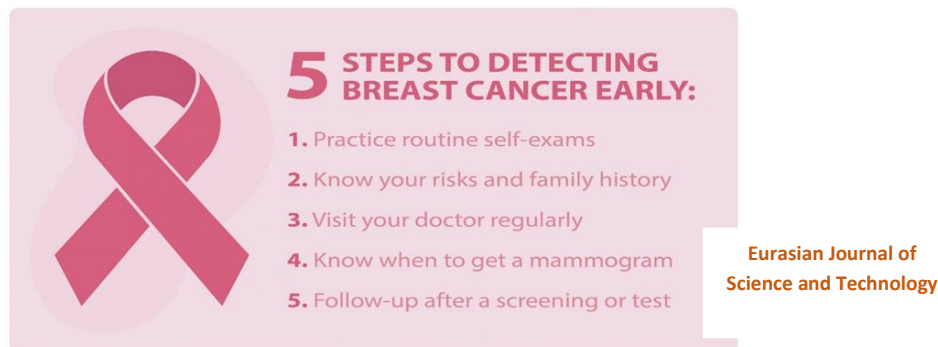 5 STEPS TO DETECTING
BREAST CANCER EARLY:
1. Practice routine self-exams
2. Know your risks and family history
3. Visit your doctor regularly
4. Know when to get a mammogram
5. Follow-up after a screening or test
Eurasian Journal of
Science and Technology